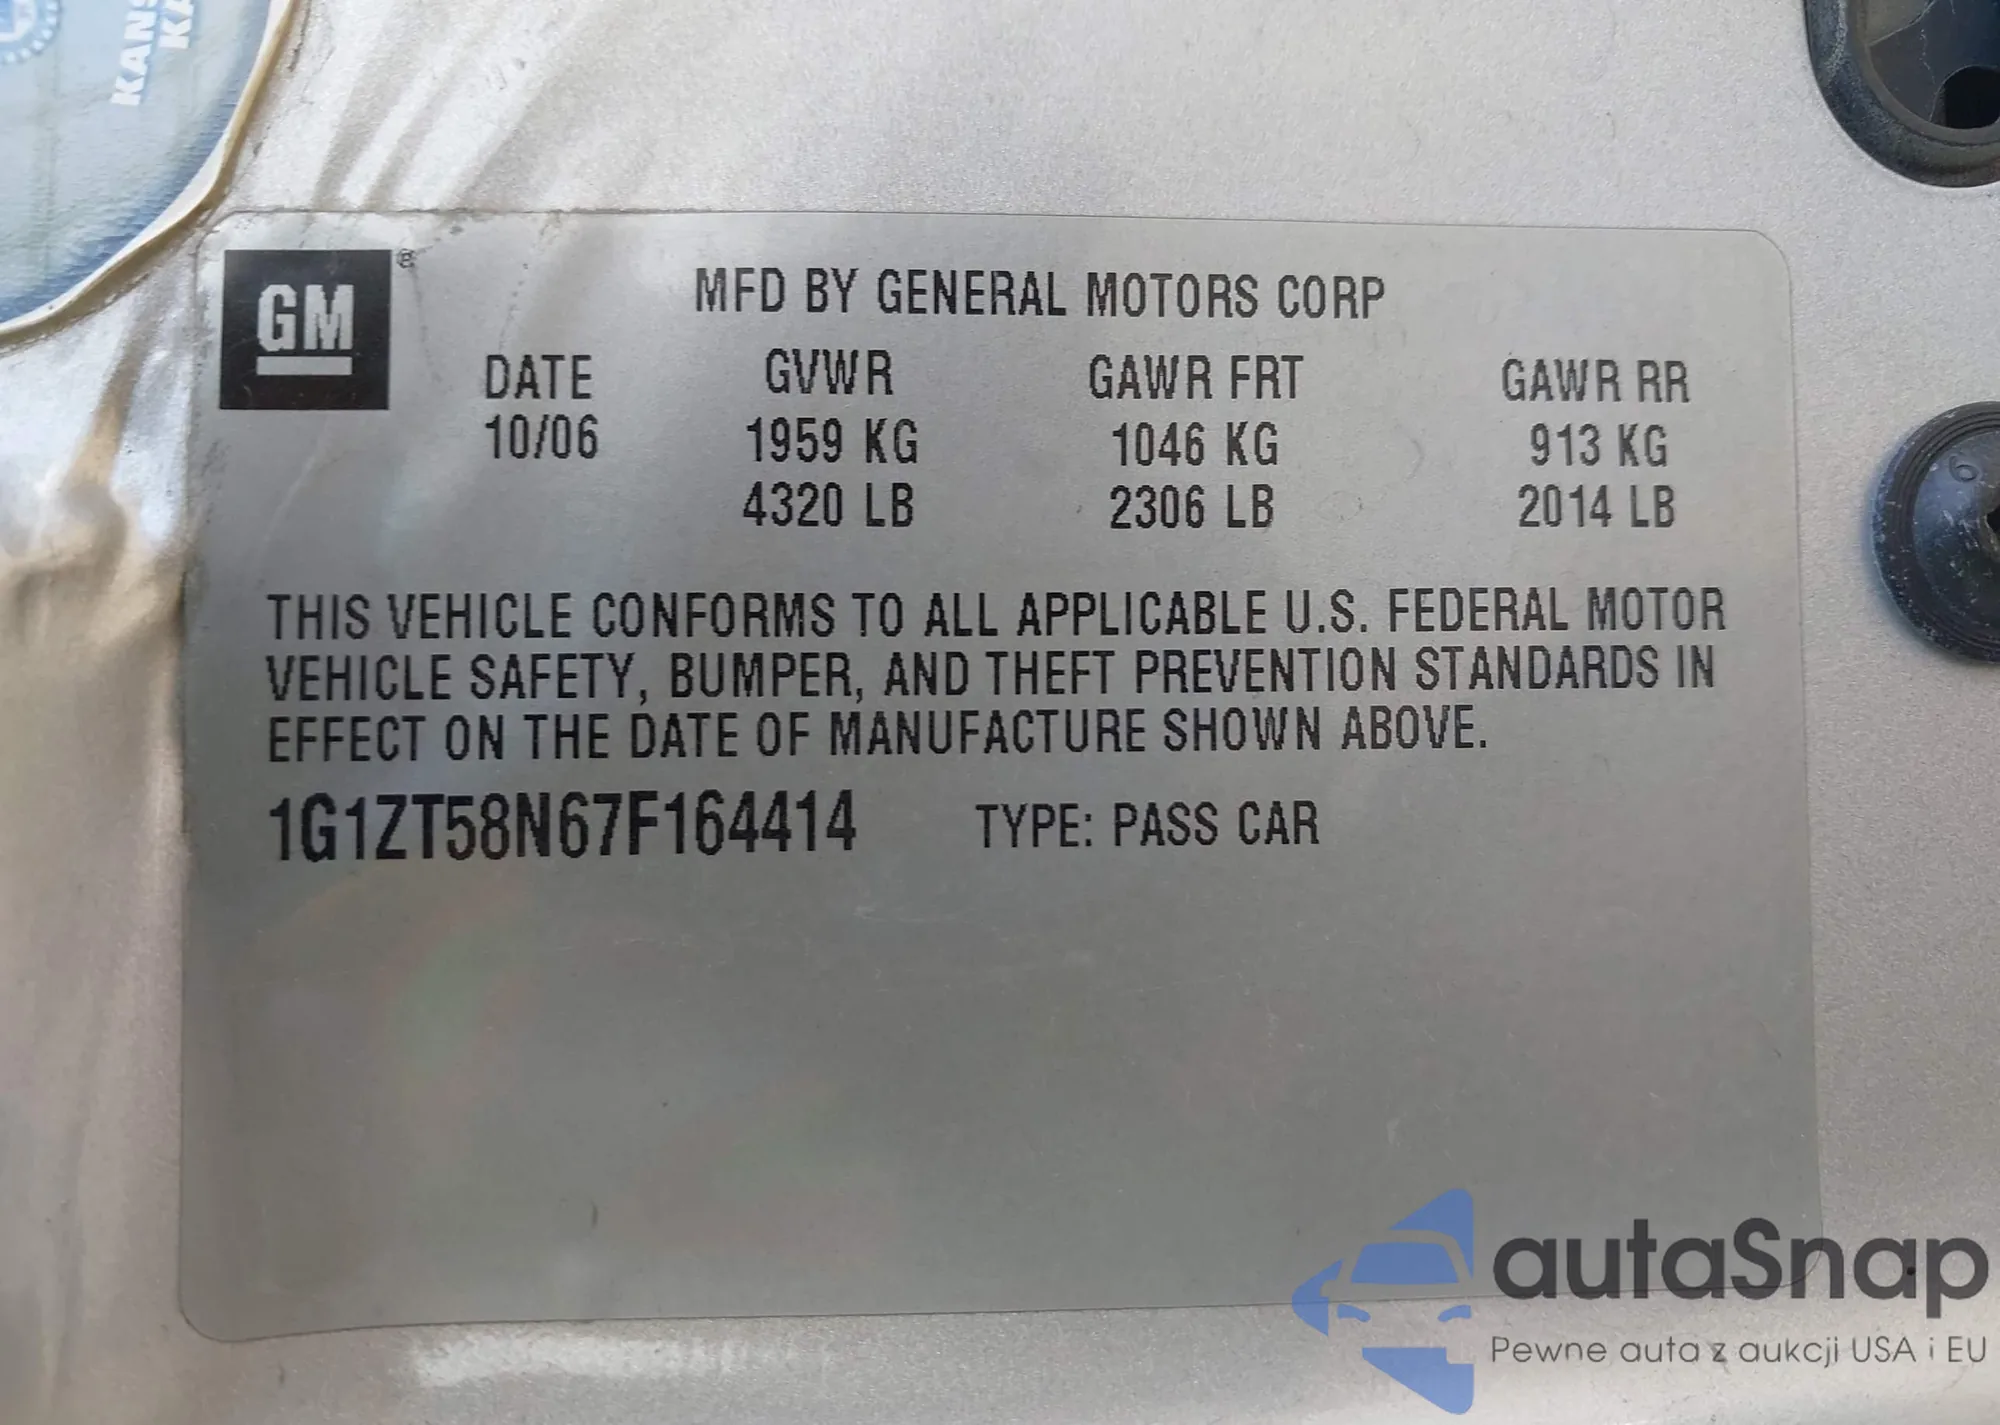 KANS
KA
GM®
MFD BY GENERAL MOTORS CORP
DATE GVWR GAWR FRT GAWR RR
10/06 1959 KG 1046 KG 913 KG
4320 LB 2306 LB 2014 LB
THIS VEHICLE CONFORMS TO ALL APPLICABLE U.S. FEDERAL MOTOR
VEHICLE SAFETY, BUMPER, AND THEFT PREVENTION STANDARDS IN
EFFECT ON THE DATE OF MANUFACTURE SHOWN ABOVE.
1G1ZT58N67F164414 TYPE: PASS CAR
autaSnap
Pewne auta z aukcji USA i EU